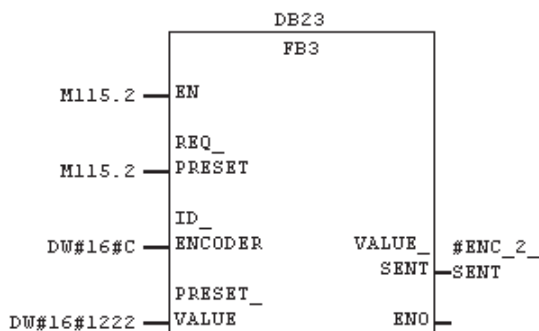 DB23
FB3
M115.2 EN
REQ_
M115.2 PRESET
ID_
DW#16#C ENCODER VALUE_ #ENC_2_
SENT SENT
PRESET_
DW#16#1222 VALUE ENO